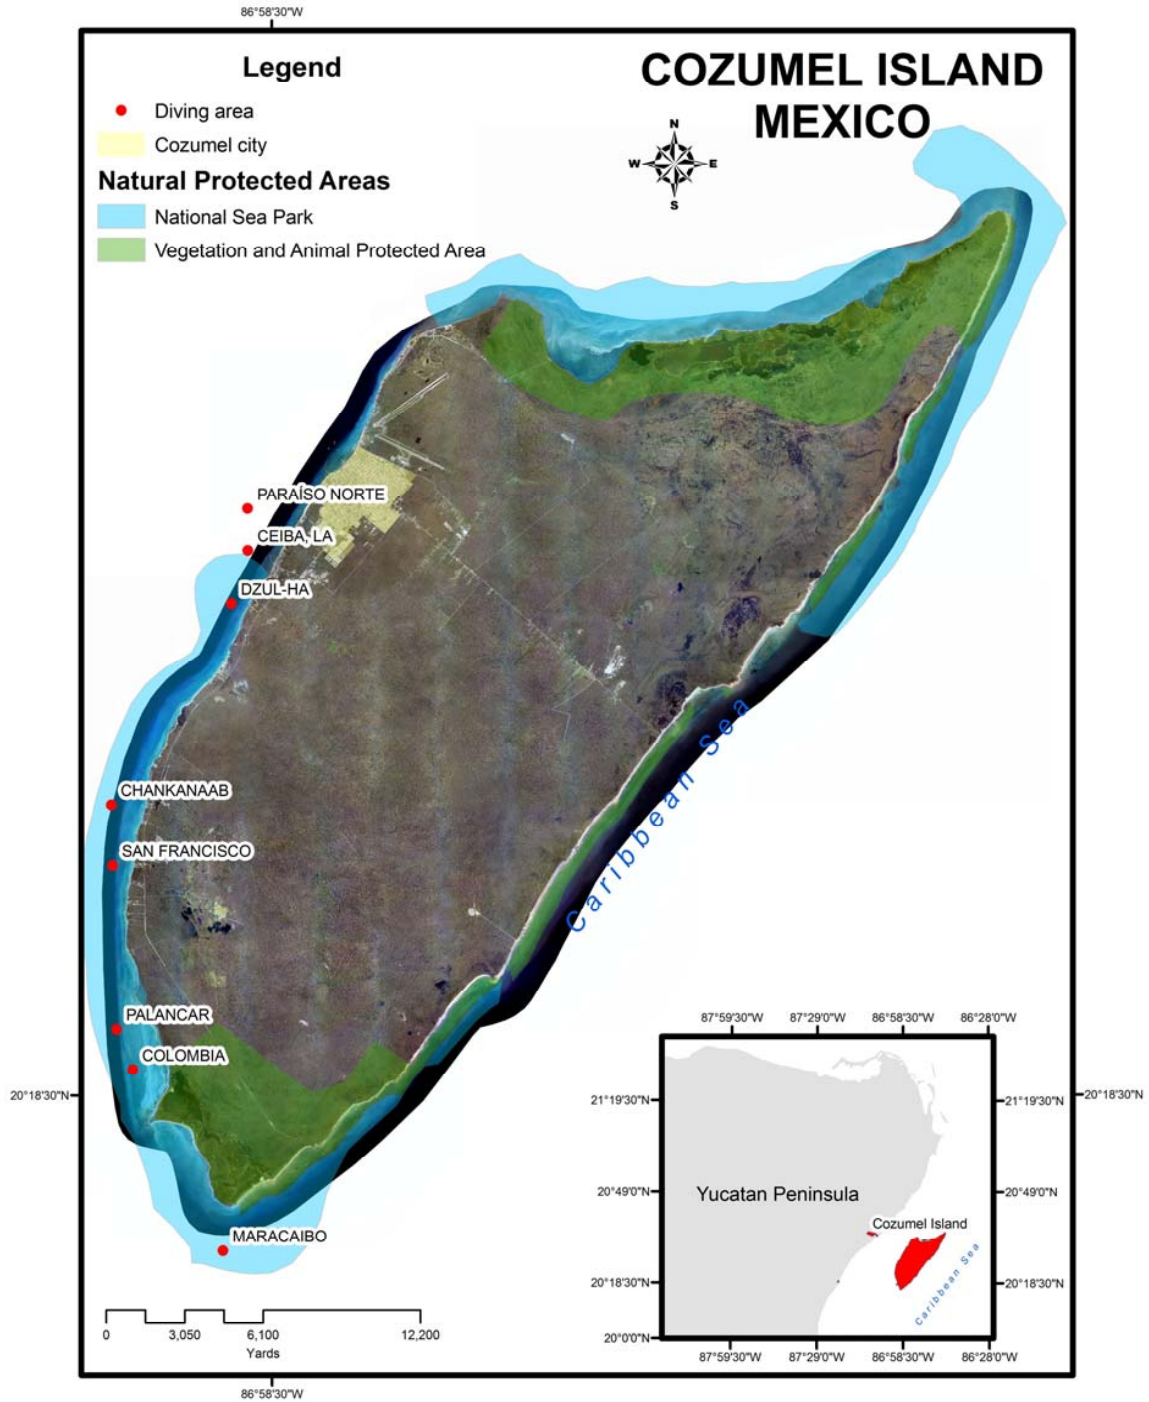 86°58'30"W
Legend
Diving area
Cozumel city
Natural Protected Areas
National Sea Park
Vegetation and Animal Protected Area
COZUMEL ISLAND
MEXICO
N
W
E
S
PARAÍSO NORTE
CEIBA, LA
DZUL-HA
CHANKANAAB
SAN FRANCISCO
PALANCAR
COLOMBIA
MARACAIBO
Caribbean Sea
20°18'30"N
20°18'30"N
0 3,050 6,100 12,200
Yards
87°59'30"W 87°29'0"W 86°58'30"W 86°28'0"W
21°19'30"N
21°19'30"N
20°49'0"N
20°49'0"N
20°18'30"N
20°18'30"N
20°0'0"N
Yucatan Peninsula
Cozumel Island
Caribbean Sea
87°59'30"W 87°29'0"W 86°58'30"W 86°28'0"W
86°58'30"W